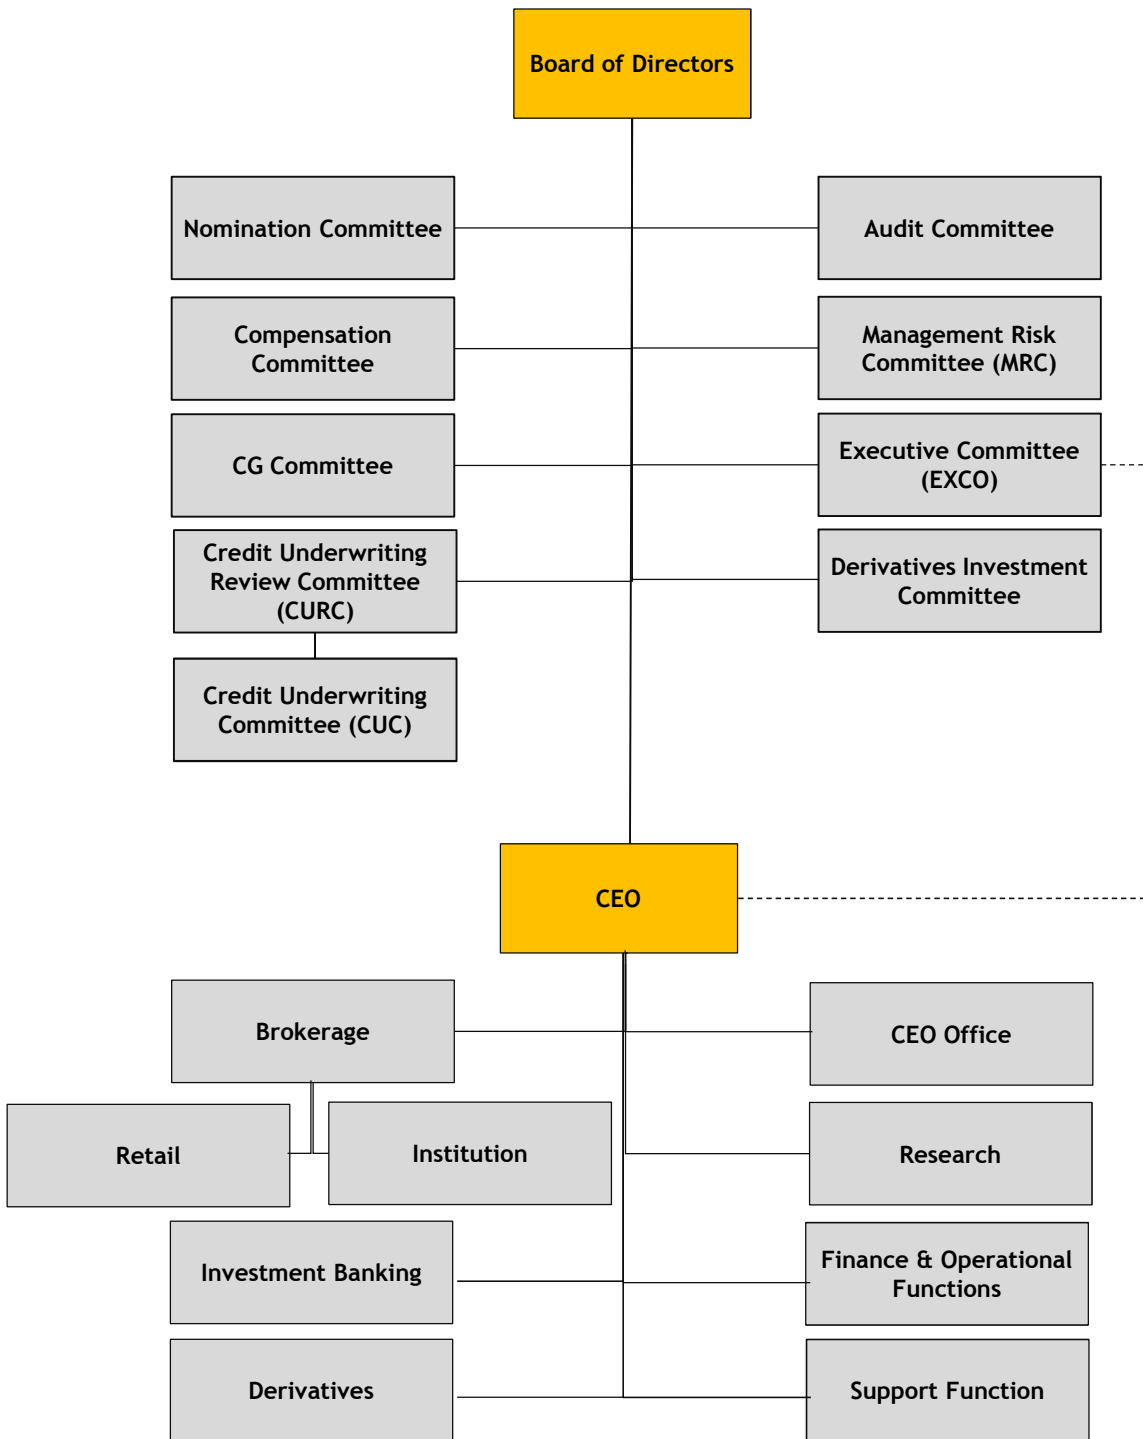 Board of Directors
Nomination Committee
Audit Committee
Compensation
Committee
Management Risk
Committee (MRC)
CG Committee
Executive Committee
(EXCO)
Credit Underwriting
Review Committee
(CURC)
Derivatives Investment
Committee
Credit Underwriting
Committee (CUC)
CEO
Brokerage
CEO Office
Retail
Institution
Research
Investment Banking
Finance & Operational
Functions
Derivatives
Support Function